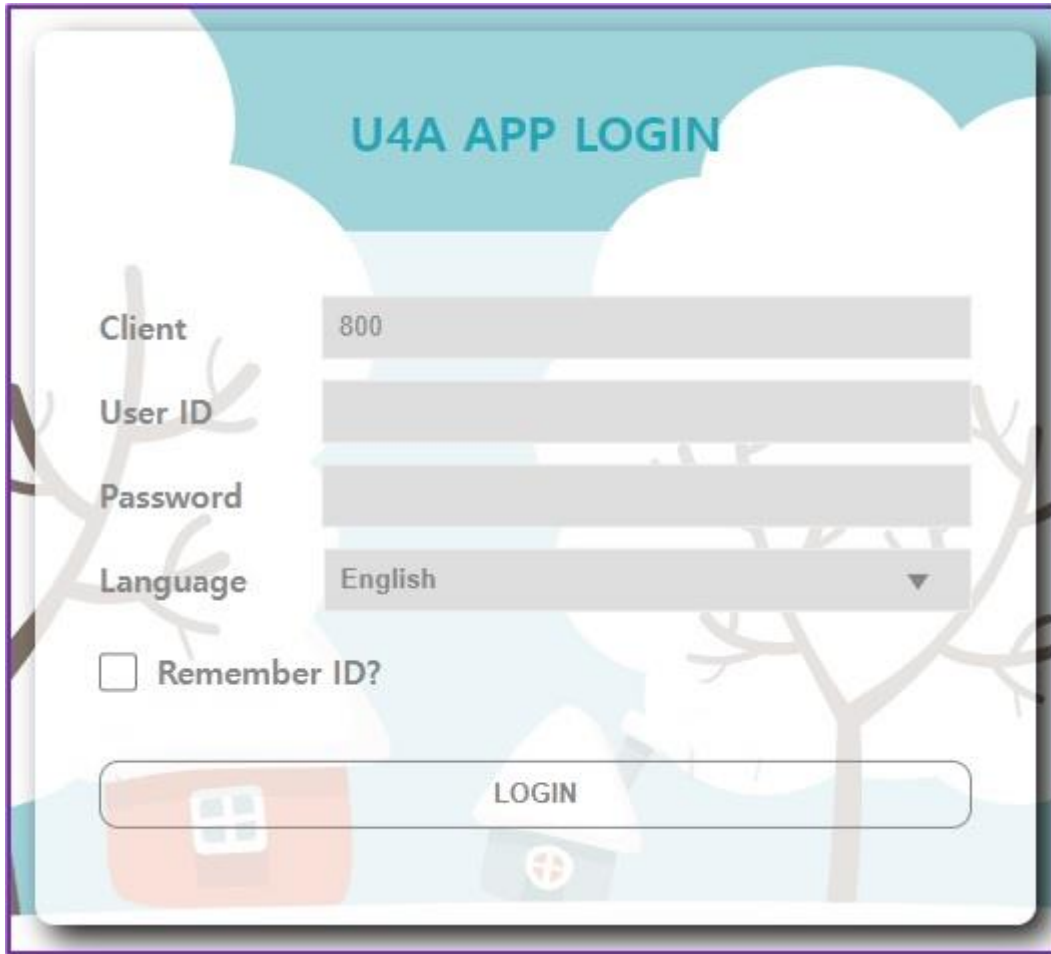 U4A APP LOGIN
Client 800
User ID
Password
Language English
Remember ID?
LOGIN